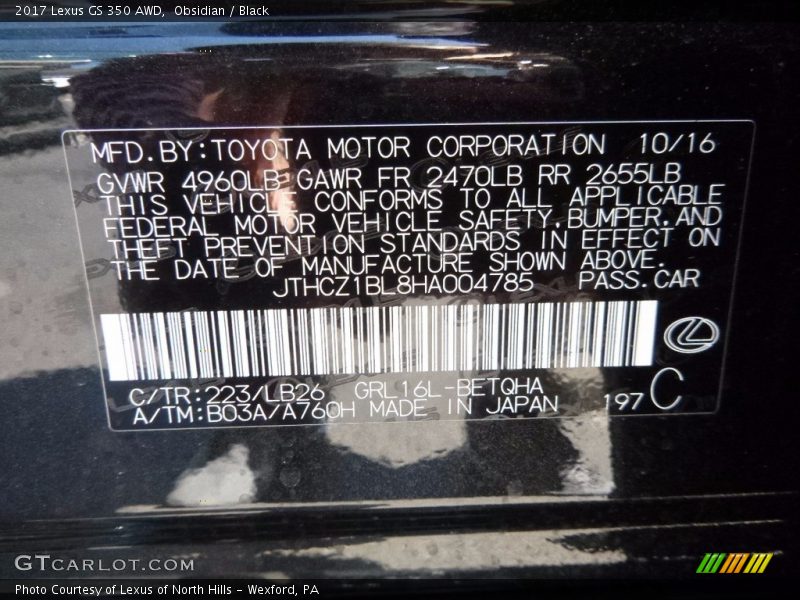 2017 Lexus GS 350 AWD, Obsidian / Black
MFD.BY:TOYOTA MOTOR CORPORATION 10/16
GVWR 4960LB GAWR FR 2470LB RR 2655LB
THIS VEHICLE CONFORMS TO ALL APPLICABLE
FEDERAL MOTOR VEHICLE SAFETY,BUMPER,AND
THEFT PREVENTION STANDARDS IN EFFECT ON
THE DATE OF MANUFACTURE SHOWN ABOVE.
JTHCZ1BL8HA004785 PASS.CAR
C/TR:223/LB26 GRL16L-BETQHA
A/TM:B03A/A760H MADE IN JAPAN 197 C
GTCARLOT.COM
Photo Courtesy of Lexus of North Hills - Wexford, PA